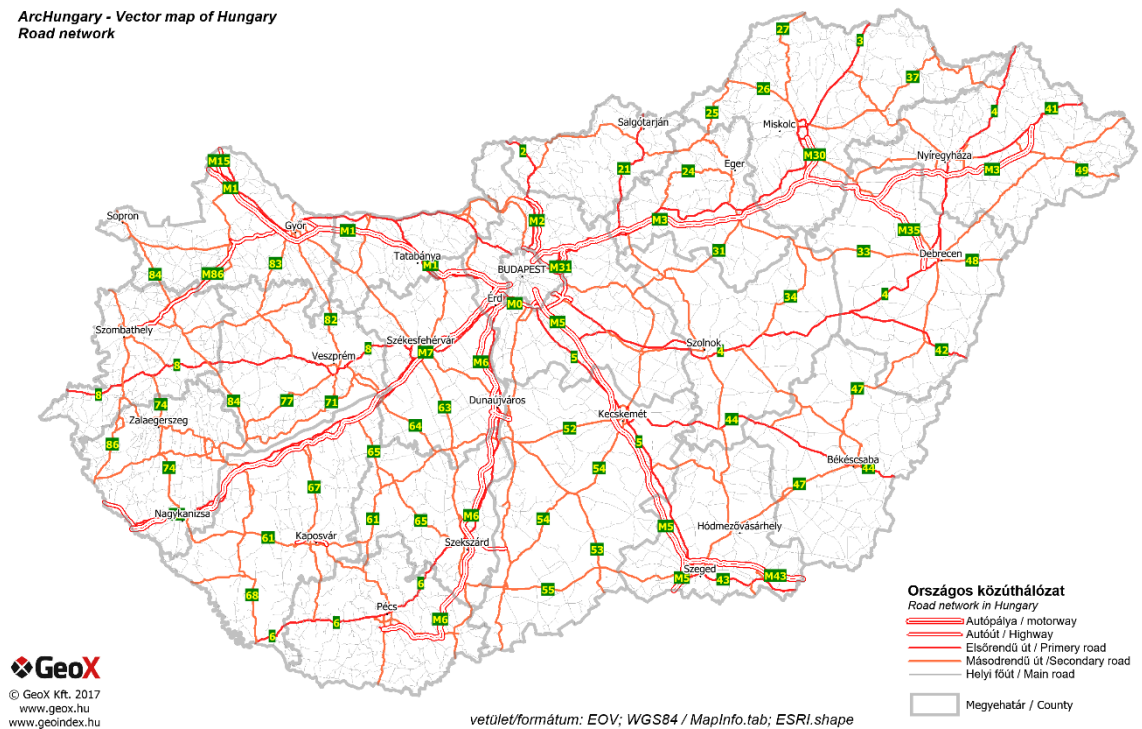 ArcHungary - Vector map of Hungary
Road network
27
3
37
26
25
4
41
Salgótarján
Miskolc
2
M30
Nyíregyháza
M15
21
24
Eger
M3
49
M1
Sopron
Győr
M1
M2
M3
M35
Tatabánya
M1
BUDAPEST
M31
31
33
Debrecen
48
84
M86
83
Érd
M0
34
4
Szombathely
82
M5
Székesfehérvár
M7
Veszprém
8
8
M6
5
Szolnok
4
42
8
74
84
77
71
63
Dunaújváros
47
Zalaegerszeg
64
52
Kecskemét
44
86
74
65
5
54
Békéscsaba
44
67
47
Nagykanizsa
61
65
M6
54
M5
Hódmezővásárhely
61
Kaposvár
Szekszárd
53
68
6
55
Szeged
M5
43
M43
Pécs
6
6
M6
Országos közúthálózat
Road network in Hungary
Autópálya / motorway
Autóút / Highway
Elsőrendű út / Primery road
Másodrendű út /Secondary road
Helyi főút / Main road
Megyehatár / County
GeoX
© GeoX Kft. 2017
www.geox.hu
www.geoindex.hu
vetület/formátum: EOV; WGS84 / MapInfo.tab; ESRI.shape